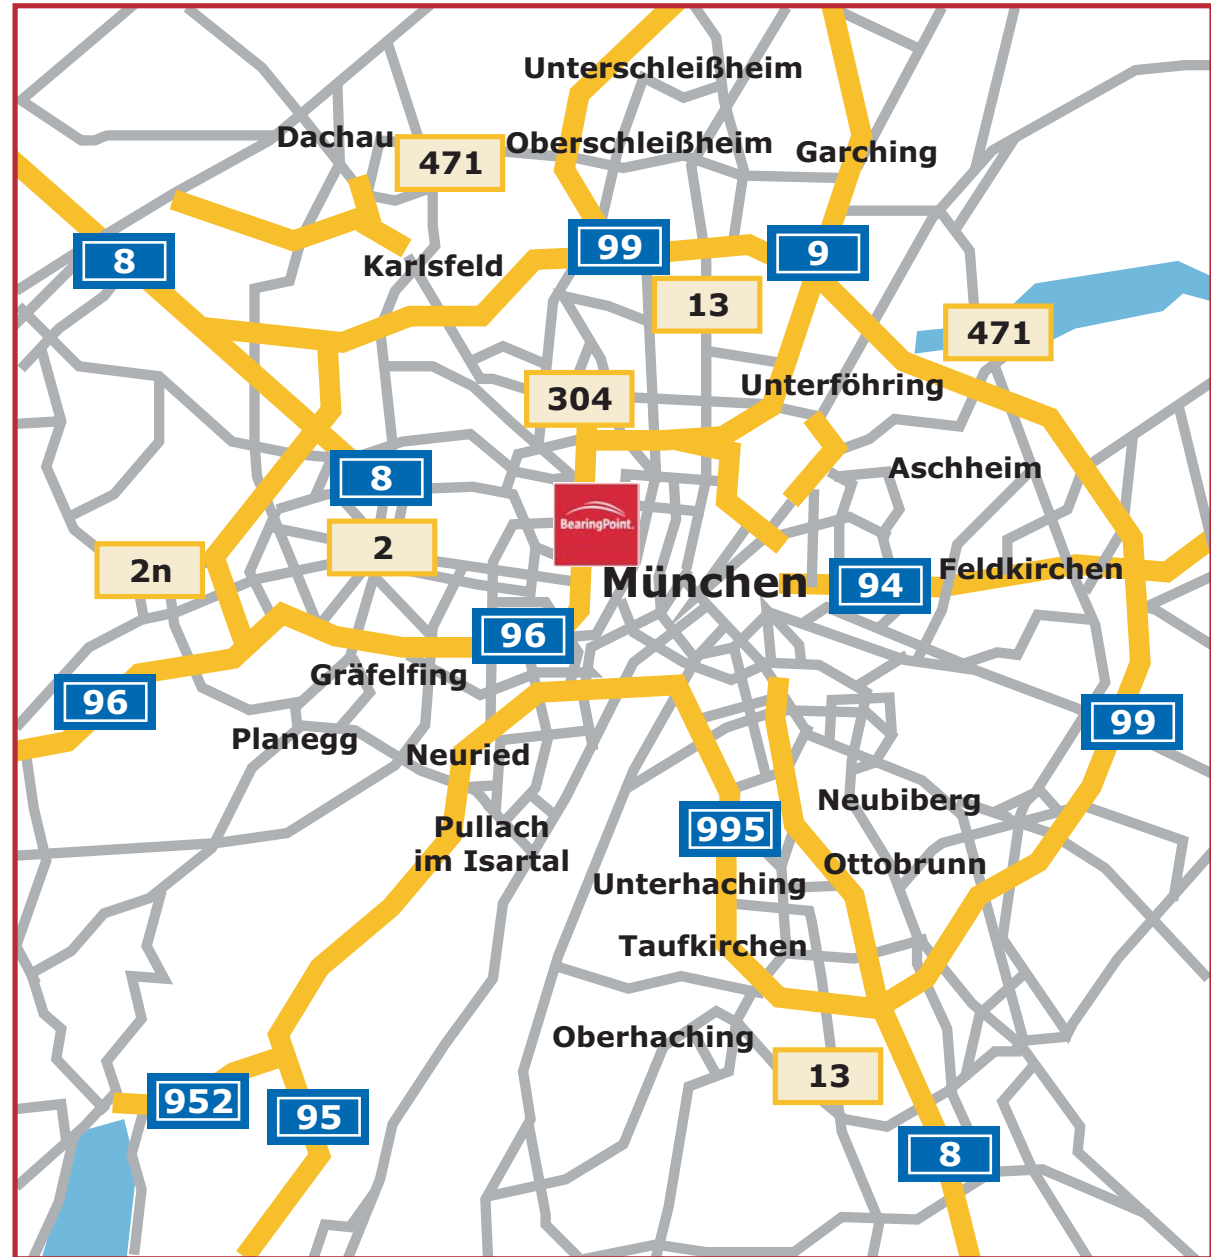 Unterschleißheim
Dachau
471
Oberschleißheim
Garching
8
Karlsfeld
99
9
13
471
304
Unterföhring
8
Aschheim
BearingPoint.
2n
2
München
94
Feldkirchen
96
96
Gräfelfing
Planegg
Neuried
99
Pullach
im Isartal
995
Neubiberg
Ottobrunn
Unterhaching
Taufkirchen
Oberhaching
13
952
95
8